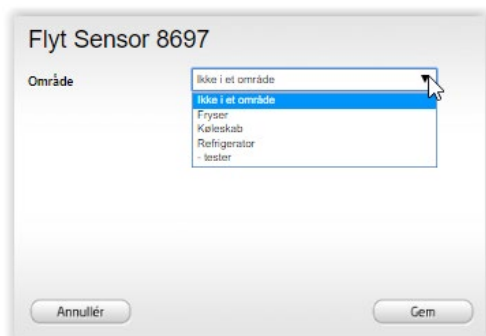 Flyt Sensor 8697
Område Ikke i et område
Ikke i et område
Fryser
Køleskab
Refrigerator
- tester
Annullér Gem